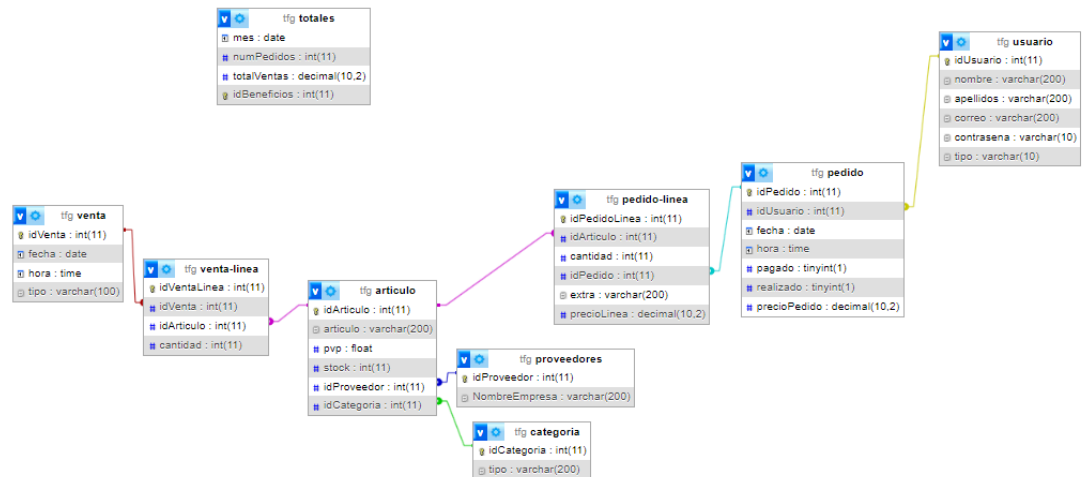 tfg totales
mes : date
numPedidos : int(11)
totalVentas : decimal(10,2)
idBeneficios : int(11)
tfg usuario
idUsuario : int(11)
nombre : varchar(200)
apellidos : varchar(200)
correo : varchar(200)
contrasena : varchar(10)
tipo : varchar(10)
tfg venta
idVenta : int(11)
fecha : date
hora : time
tipo : varchar(100)
tfg venta-linea
idVentaLinea : int(11)
idVenta : int(11)
idArticulo : int(11)
cantidad : int(11)
tfg articulo
idArticulo : int(11)
articulo : varchar(200)
pvp : float
stock : int(11)
idProveedor : int(11)
idCategoria : int(11)
tfg pedido-linea
idPedidoLinea : int(11)
idArticulo : int(11)
cantidad : int(11)
idPedido : int(11)
extra : varchar(200)
precioLinea : decimal(10,2)
tfg pedido
idPedido : int(11)
idUsuario : int(11)
fecha : date
hora : time
pagado : tinyint(1)
realizado : tinyint(1)
precioPedido : decimal(10,2)
tfg proveedores
idProveedor : int(11)
NombreEmpresa : varchar(200)
tfg categoria
idCategoria : int(11)
tipo : varchar(200)